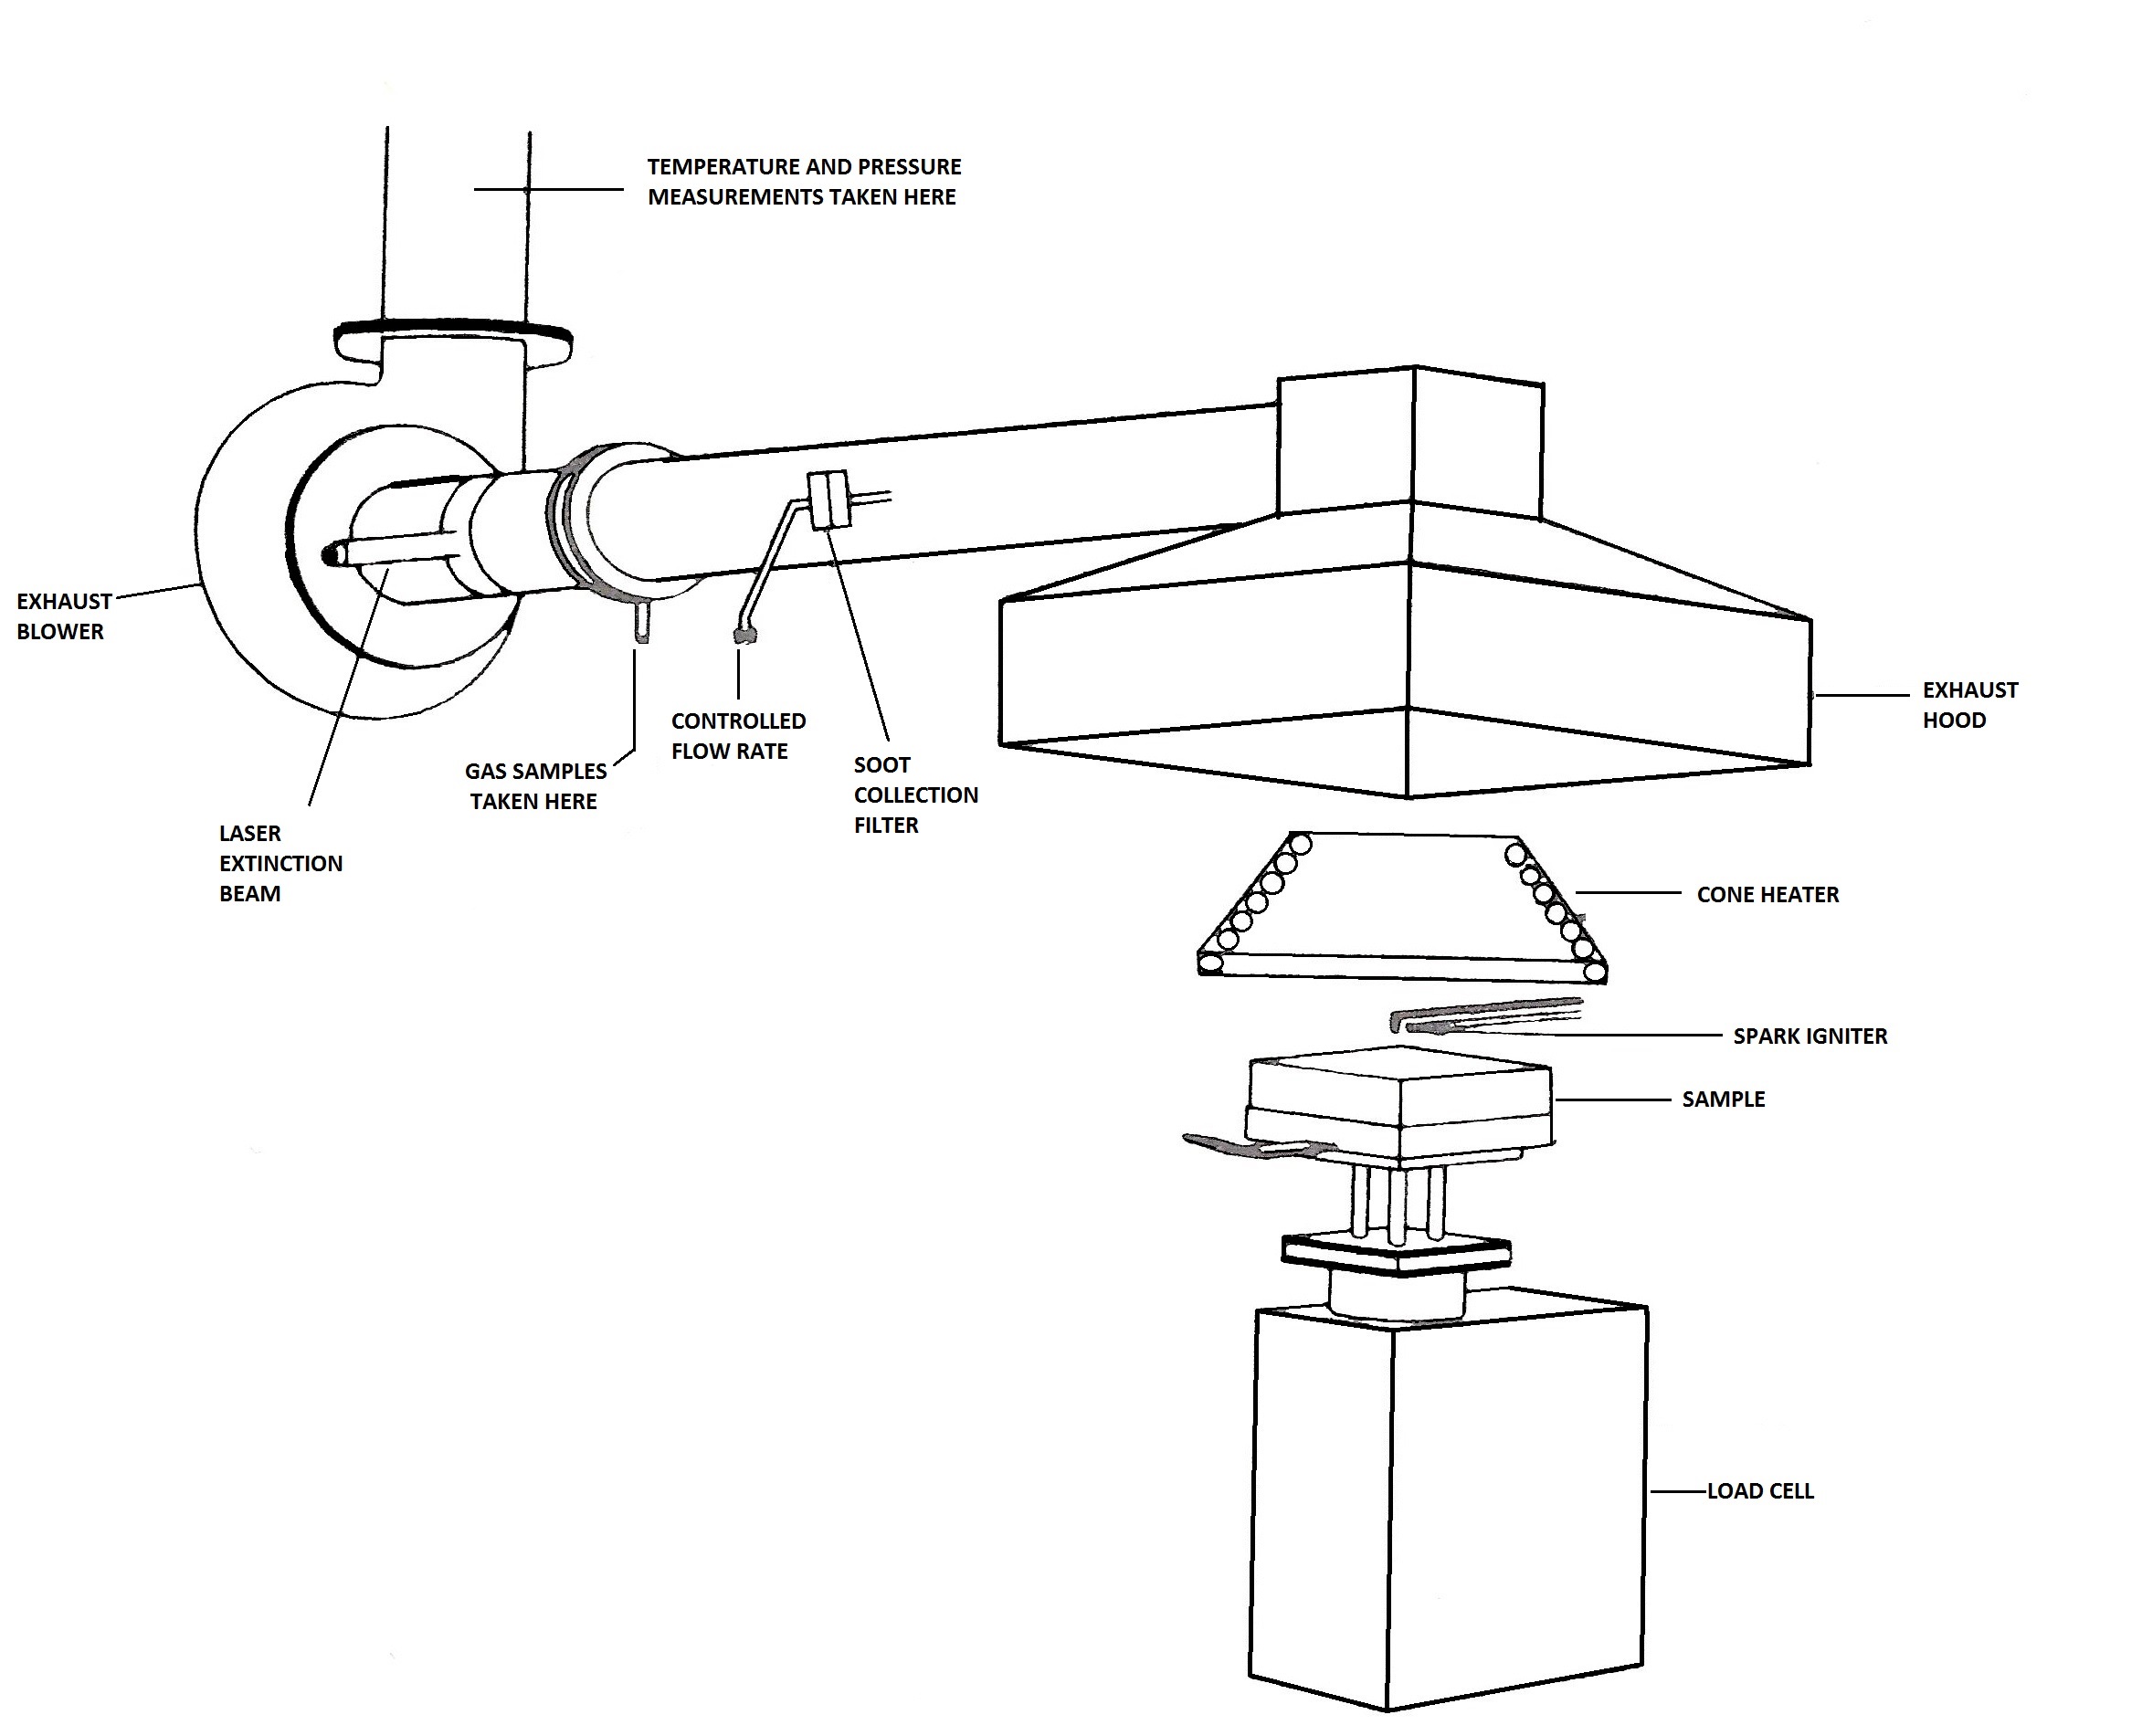 TEMPERATURE AND PRESSURE
MEASUREMENTS TAKEN HERE
EXHAUST
BLOWER
LASER
EXTINCTION
BEAM
GAS SAMPLES
TAKEN HERE
CONTROLLED
FLOW RATE
SOOT
COLLECTION
FILTER
EXHAUST
HOOD
CONE HEATER
SPARK IGNITER
SAMPLE
LOAD CELL